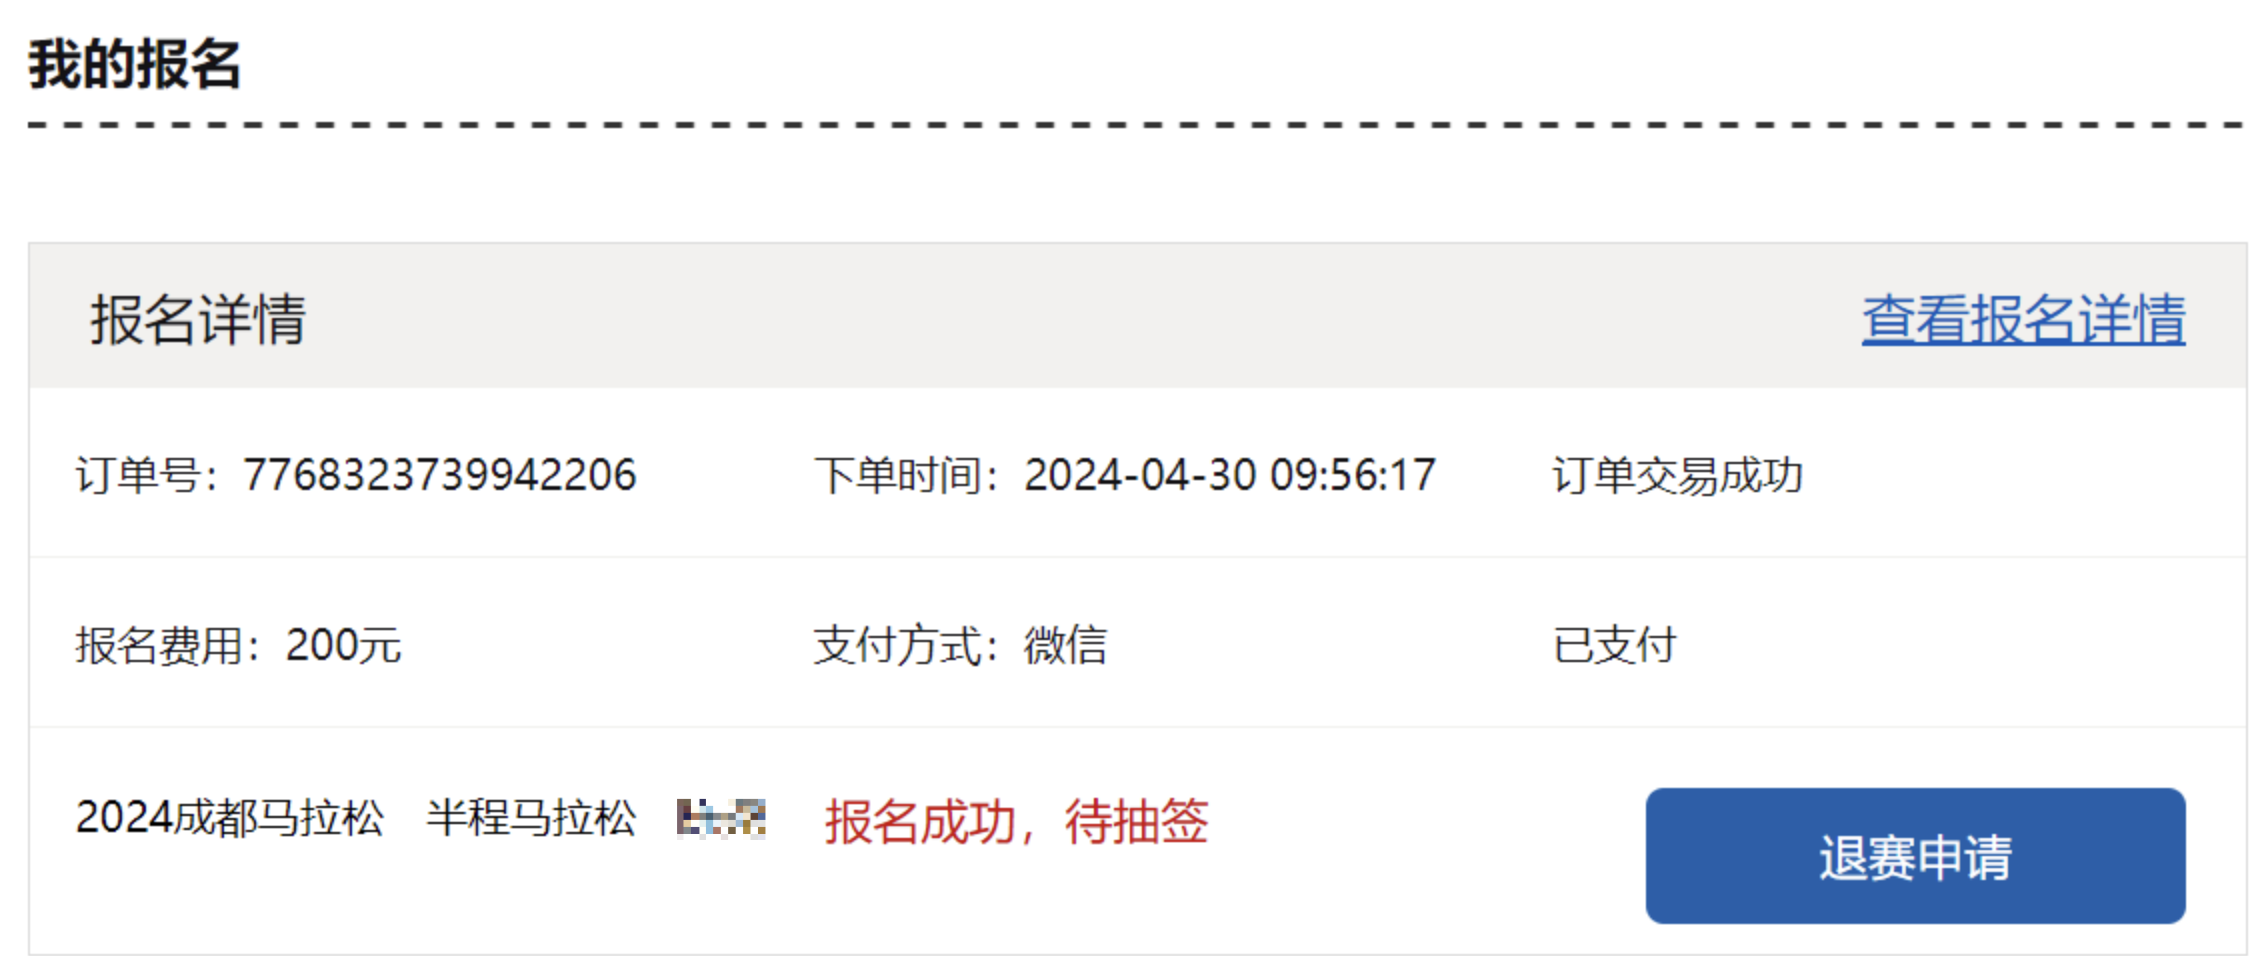 我的报名
报名详情 查看报名详情
订单号：7768323739942206 下单时间：2024-04-30 09:56:17 订单交易成功
报名费用：200元 支付方式：微信 已支付
2024成都马拉松 半程马拉松 报名成功，待抽签
退赛申请